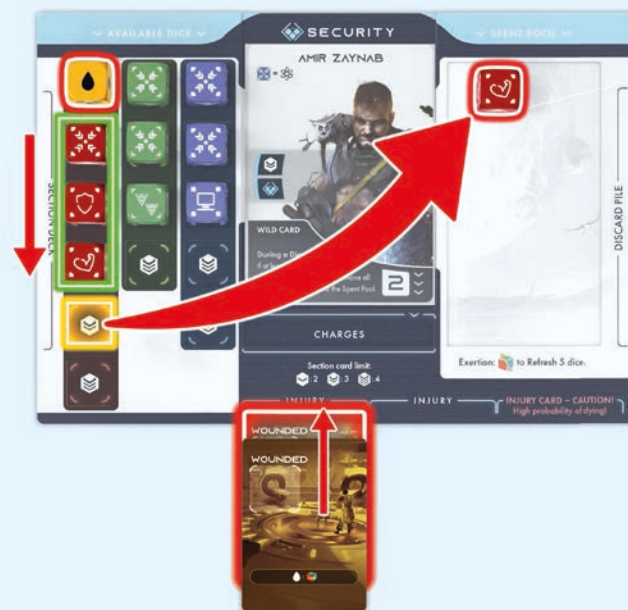 AVAILABLE DICE
SECURITY
SPENT POOL
AMIR ZAYNAB
=
SECTION DECK
DISCARD PILE
WILD CARD
During a
If at
the Spent Pool.
2
CHARGES
Section card limit:
:2 :3 :4
Exertion: to Refresh 5 dice.
INJURY
INJURY
INJURY CARD – CAUTION!
High probability of dying!
WOUNDED
WOUNDED